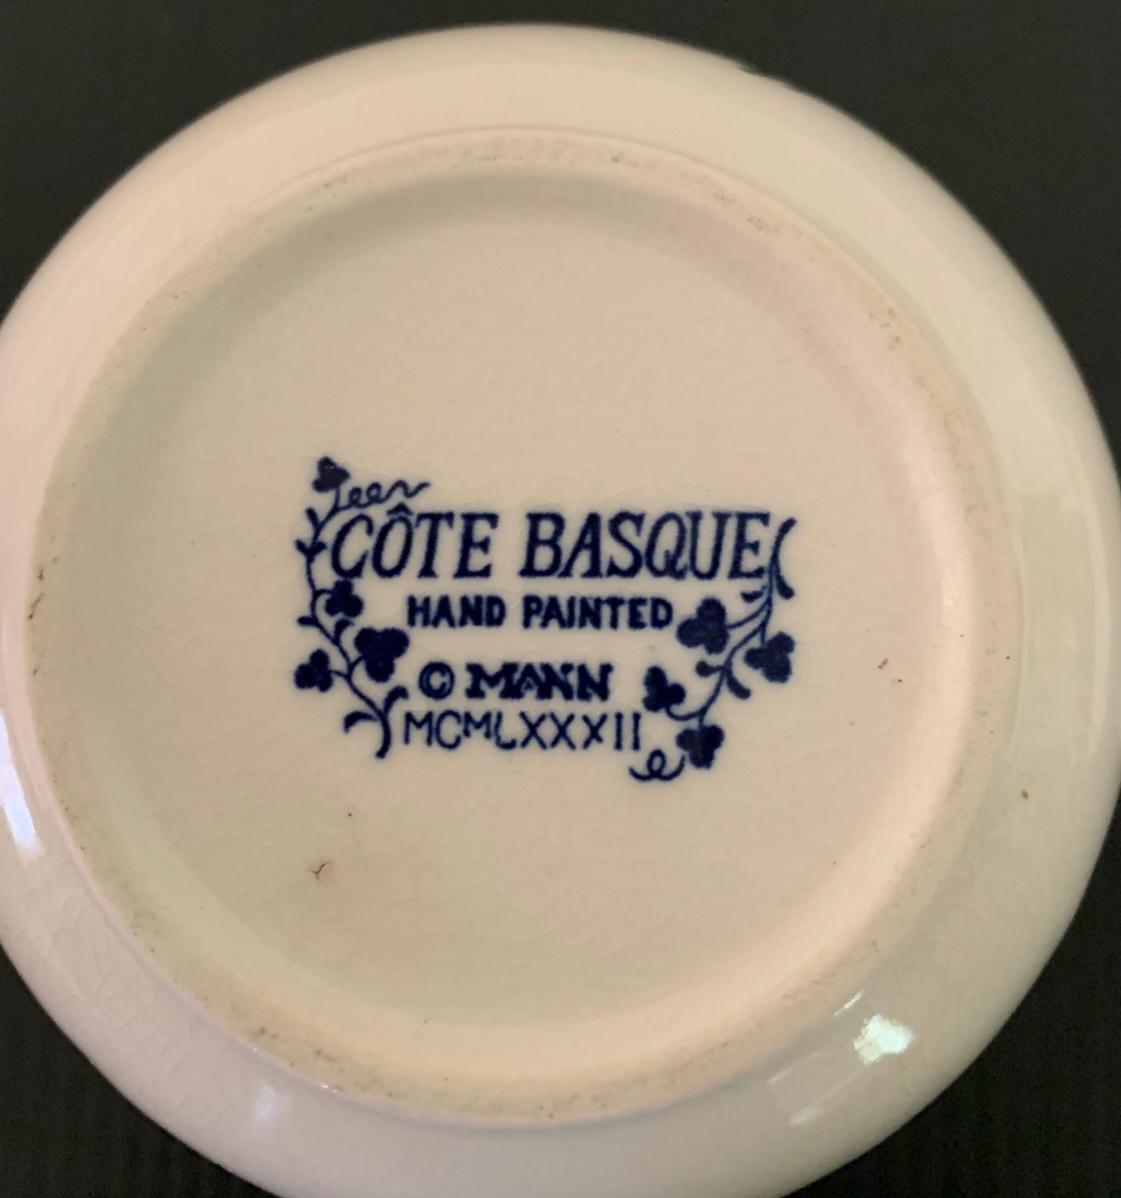 CÔTE BASQUE
HAND PAINTED
© MANN
MCMLXXXII